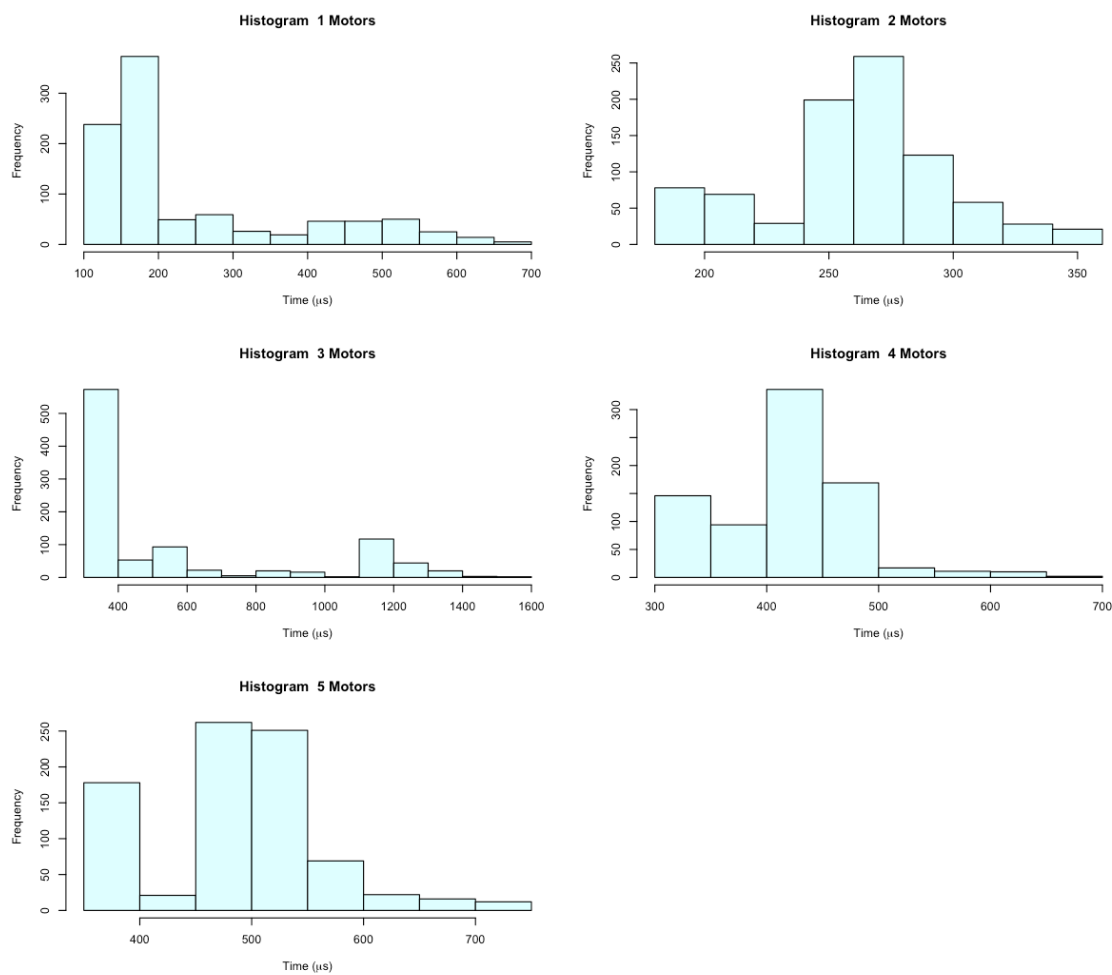 Histogram  1 Motors
Frequency
0 100 200 300
100 200 300 400 500 600 700
Time (μs)
Histogram  2 Motors
Frequency
0 50 100 150 200 250
200 250 300 350
Time (μs)
Histogram  3 Motors
Frequency
0 100 200 300 400 500
400 600 800 1000 1200 1400 1600
Time (μs)
Histogram  4 Motors
Frequency
0 50 100 200 300
300 400 500 600 700
Time (μs)
Histogram  5 Motors
Frequency
0 50 100 150 200 250
400 500 600 700
Time (μs)